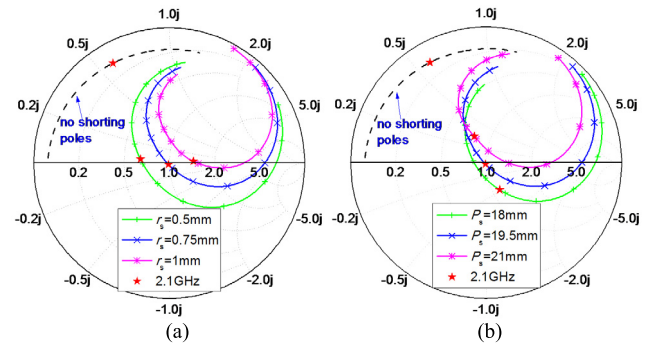 1.0j
0.5j
2.0j
0.2j
5.0j
no shorting
poles
0.2 0.5 1.0 2.0 5.0
-0.2j
-5.0j
-0.5j
-2.0j
-1.0j
rs=0.5mm
rs=0.75mm
rs=1mm
2.1GHz
(a)
1.0j
0.5j
2.0j
0.2j
5.0j
no shorting
poles
0.2 0.5 1.0 2.0 5.0
-0.2j
-5.0j
-0.5j
-2.0j
-1.0j
Ps=18mm
Ps=19.5mm
Ps=21mm
2.1GHz
(b)